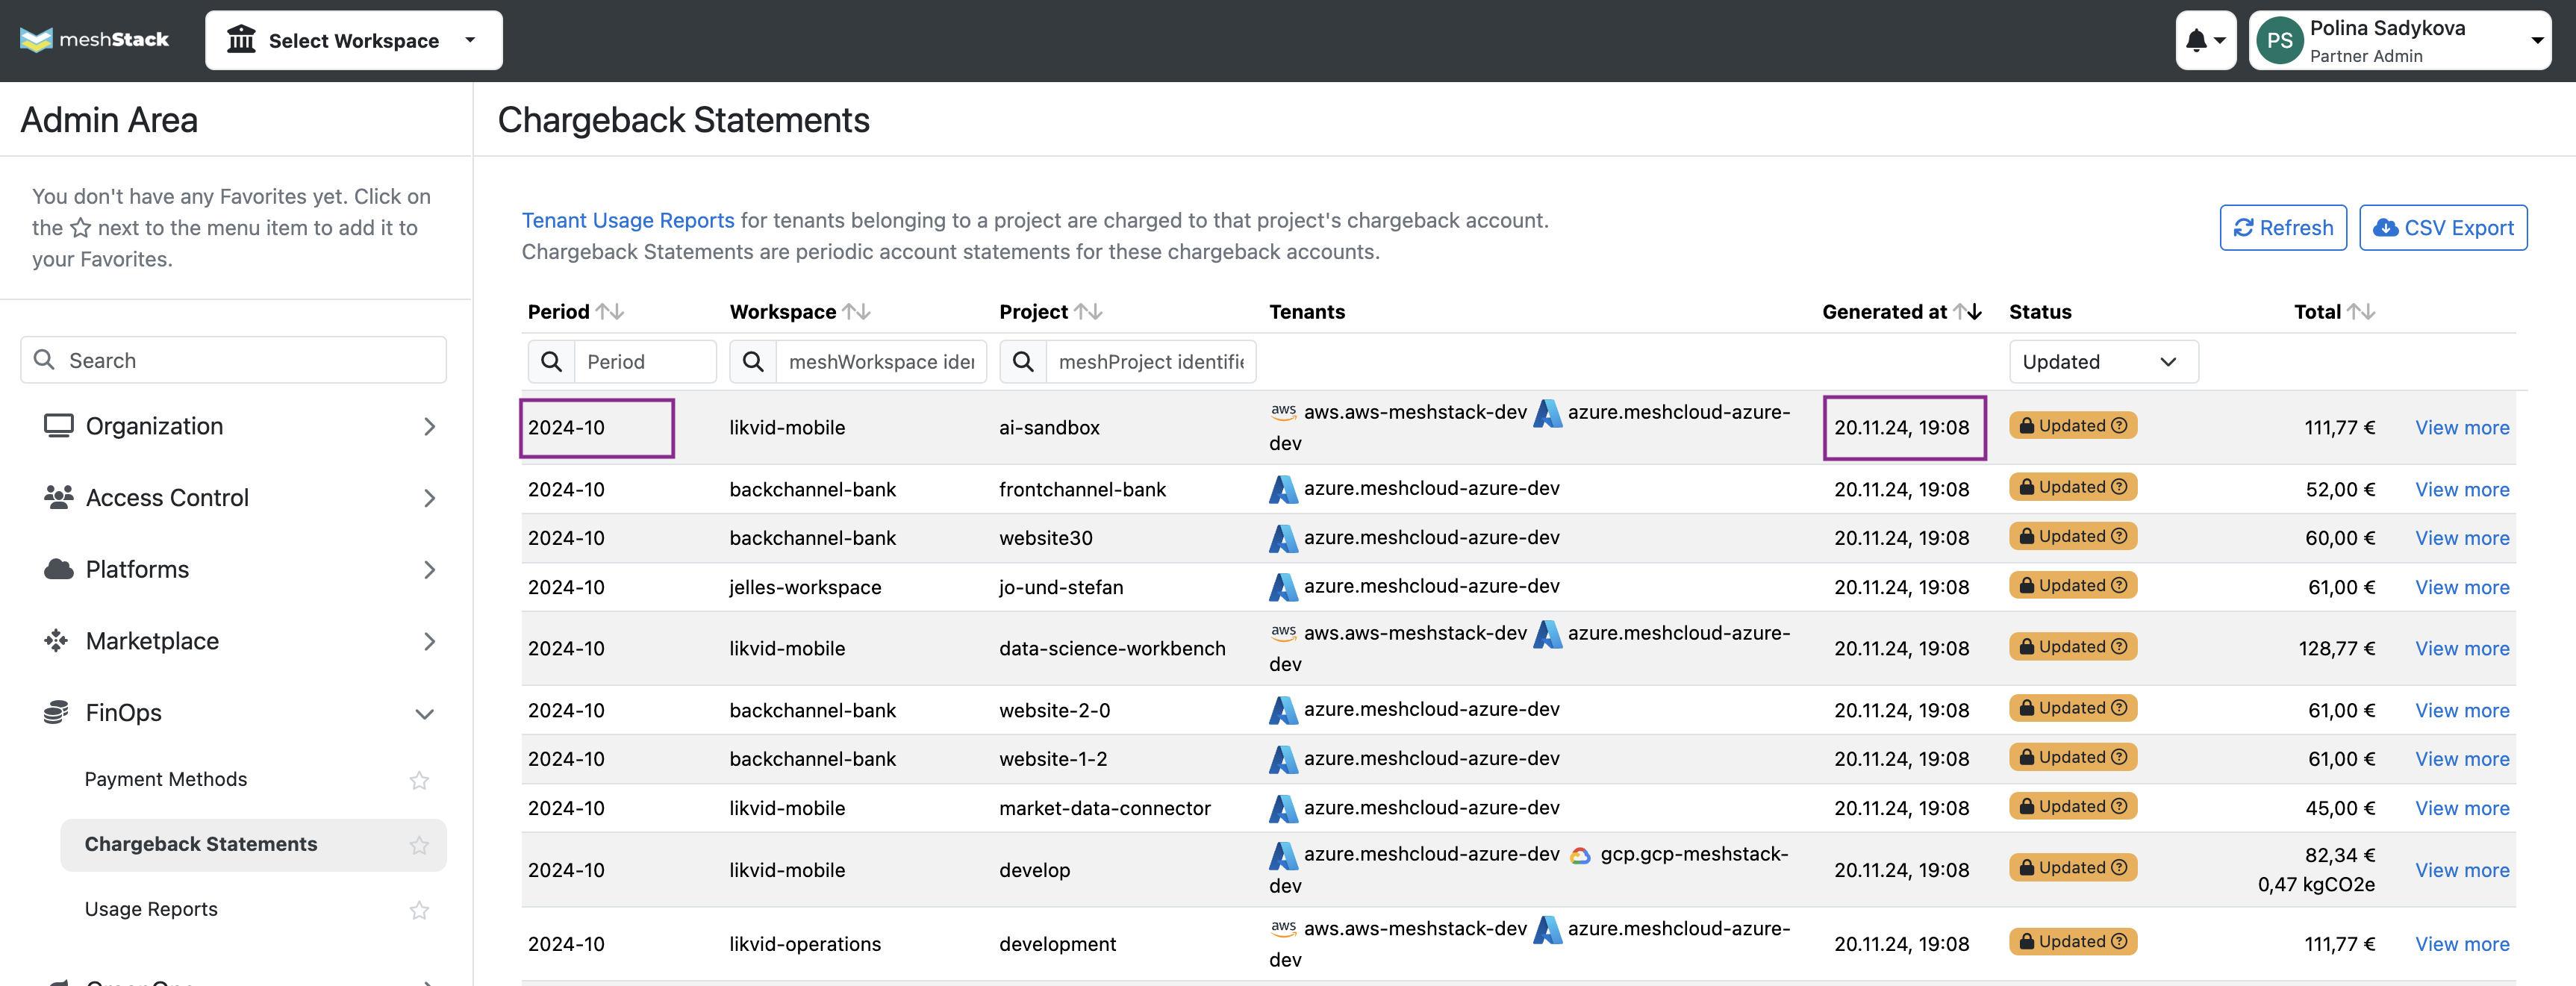 meshStack
Select Workspace
PS
Polina Sadykova
Partner Admin
Admin Area
Chargeback Statements
You don't have any Favorites yet. Click on
the ☆ next to the menu item to add it to
your Favorites.
Search
Organization
Access Control
Platforms
Marketplace
FinOps
Payment Methods
Chargeback Statements
Usage Reports
Tenant Usage Reports for tenants belonging to a project are charged to that project's chargeback account.
Chargeback Statements are periodic account statements for these chargeback accounts.
Refresh
CSV Export
Period Workspace Project Tenants Generated at Status Total
Period meshWorkspace iden meshProject identifie Updated
2024-10 likvid-mobile ai-sandbox aws aws.aws-meshstack-dev azure.meshcloud-azure-
dev 20.11.24, 19:08 Updated 111,77 € View more
2024-10 backchannel-bank frontchannel-bank azure.meshcloud-azure-dev 20.11.24, 19:08 Updated 52,00 € View more
2024-10 backchannel-bank website30 azure.meshcloud-azure-dev 20.11.24, 19:08 Updated 60,00 € View more
2024-10 jelles-workspace jo-und-stefan azure.meshcloud-azure-dev 20.11.24, 19:08 Updated 61,00 € View more
2024-10 likvid-mobile data-science-workbench aws aws.aws-meshstack-dev azure.meshcloud-azure-
dev 20.11.24, 19:08 Updated 128,77 € View more
2024-10 backchannel-bank website-2-0 azure.meshcloud-azure-dev 20.11.24, 19:08 Updated 61,00 € View more
2024-10 backchannel-bank website-1-2 azure.meshcloud-azure-dev 20.11.24, 19:08 Updated 61,00 € View more
2024-10 likvid-mobile market-data-connector azure.meshcloud-azure-dev 20.11.24, 19:08 Updated 45,00 € View more
2024-10 likvid-mobile develop azure.meshcloud-azure-dev gcp.gcp-meshstack-
dev 20.11.24, 19:08 Updated 82,34 €
0,47 kgCO2e View more
2024-10 likvid-operations development aws aws.aws-meshstack-dev azure.meshcloud-azure-
dev 20.11.24, 19:08 Updated 111,77 € View more